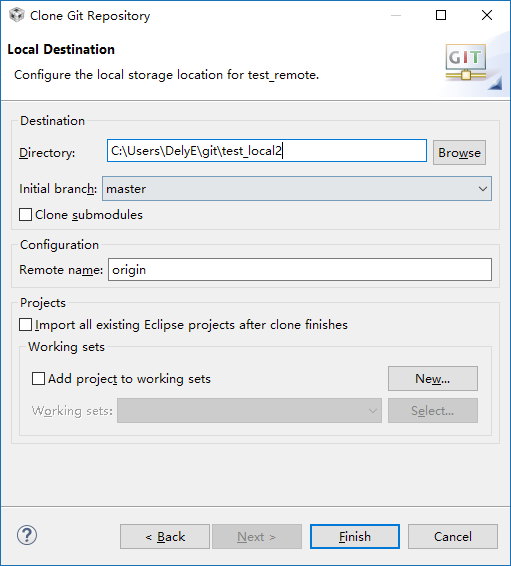 Clone Git Repository
Local Destination
Configure the local storage location for test_remote.
GIT
Destination
Directory: C:\Users\DelyE\git\test_local2 Browse
Initial branch: master
Clone submodules
Configuration
Remote name: origin
Projects
Import all existing Eclipse projects after clone finishes
Working sets
Add project to working sets New...
Working sets: Select...
? < Back Next > Finish Cancel